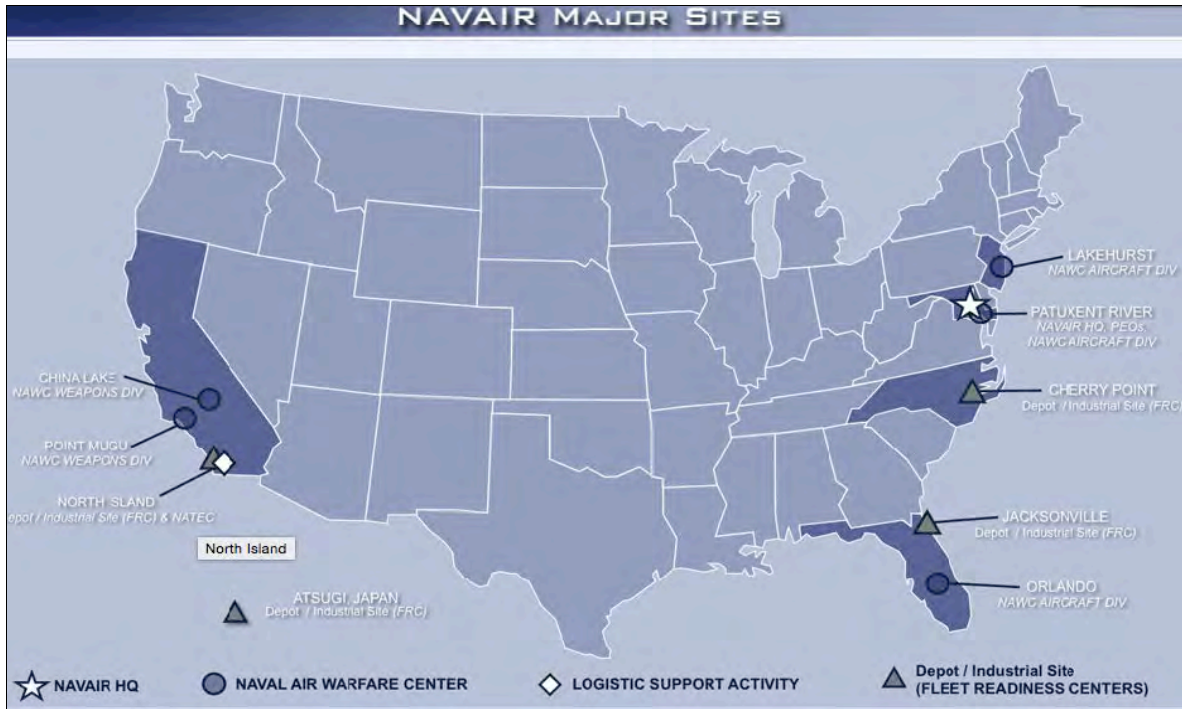 NAVAIR MAJOR SITES
LAKEHURST
NAWC AIRCRAFT DIV
PATUXENT RIVER
NAVAIR HQ, PEOs,
NAWC AIRCRAFT DIV
CHINA LAKE
NAWC WEAPONS DIV
CHERRY POINT
Depot / Industrial Site (FRC)
POINT MUGU
NAWC WEAPONS DIV
NORTH ISLAND
epot / Industrial Site (FRC) & NATEC
JACKSONVILLE
Depot / Industrial Site (FRC)
North Island
ORLANDO
NAWC AIRCRAFT DIV
ATSUGI, JAPAN
Depot / Industrial Site (FRC)
NAVAIR HQ
NAVAL AIR WARFARE CENTER
LOGISTIC SUPPORT ACTIVITY
Depot / Industrial Site
(FLEET READINESS CENTERS)